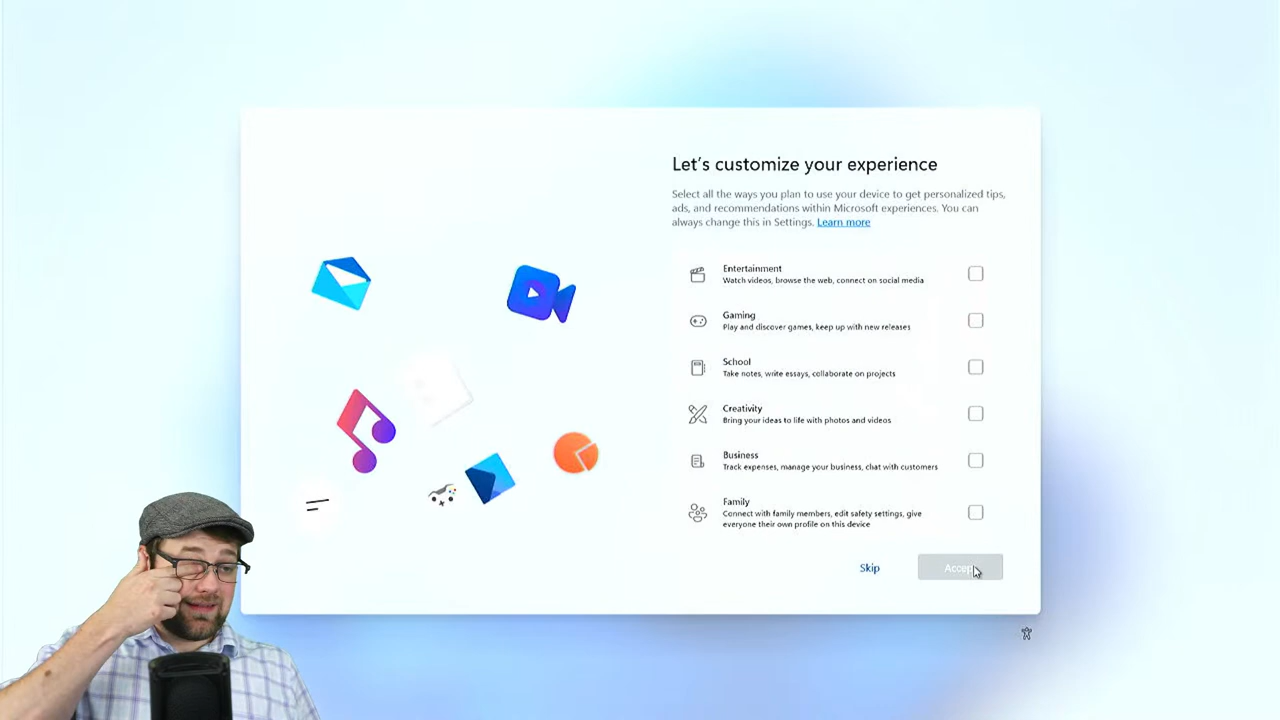 Let's customize your experience
Select all the ways you plan to use your device to get personalized tips,
ads, and recommendations within Microsoft experiences. You can
always change this in Settings. Learn more
Entertainment
Watch videos, browse the web, connect on social media
Gaming
Play and discover games, keep up with new releases
School
Take notes, write essays, collaborate on projects
Creativity
Bring your ideas to life with photos and videos
Business
Track expenses, manage your business, chat with customers
Family
Connect with family members, edit safety settings, give
everyone their own profile on this device
Skip
Accept